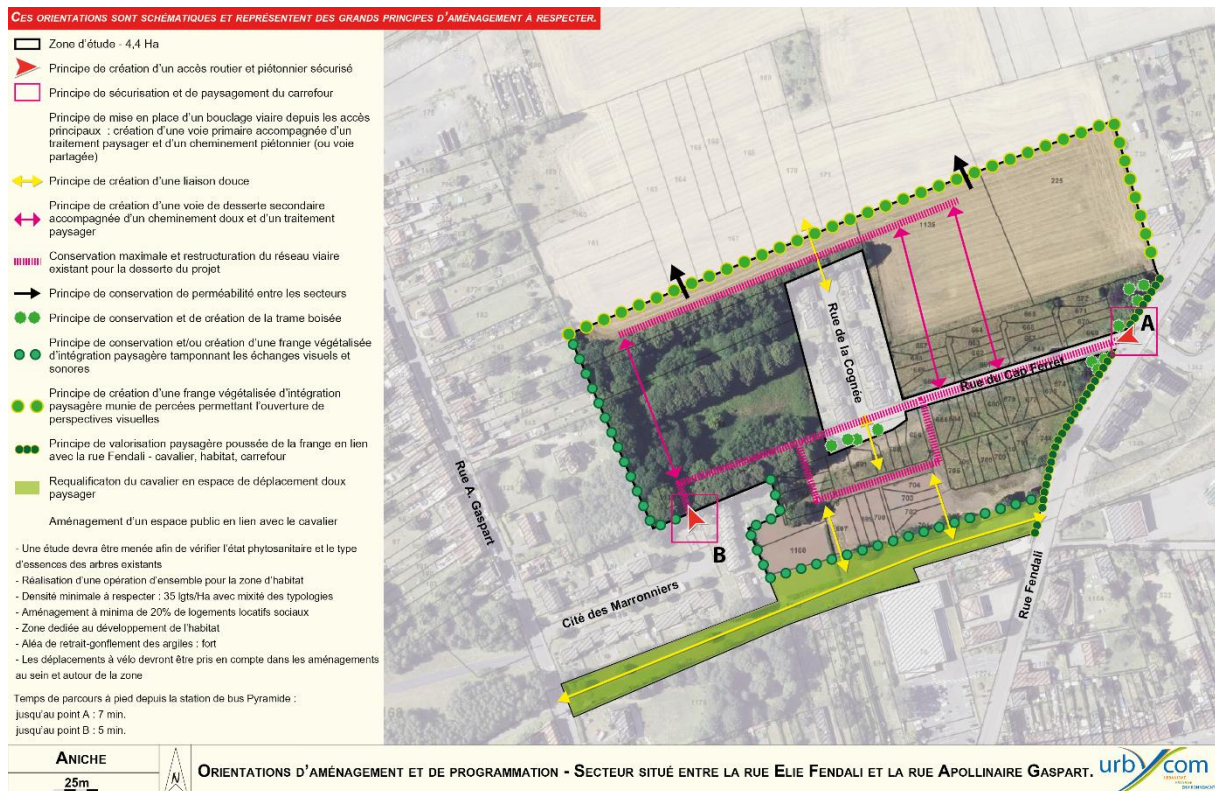 CES ORIENTATIONS SONT SCHÉMATIQUES ET REPRÉSENTENT DES GRANDS PRINCIPES D'AMÉNAGEMENT À RESPECTER.
Zone d'étude - 4,4 Ha
Principe de création d'un accès routier et piétonnier sécurisé
Principe de sécurisation et de paysagement du carrefour
Principe de mise en place d'un bouclage viaire depuis les accès
principaux : création d'une voie primaire accompagnée d'un
traitement paysager et d'un cheminement piétonnier (ou voie
partagée)
Principe de création d'une liaison douce
Principe de création d'une voie de desserte secondaire
accompagnée d'un cheminement doux et d'un traitement
paysager
Conservation maximale et restructuration du réseau viaire
existant pour la desserte du projet
Principe de conservation de perméabilité entre les secteurs
Principe de conservation et de création de la trame boisée
Principe de conservation et/ou création d'une frange végétalisée
d'intégration paysagère tamponnant les échanges visuels et
sonores
Principe de création d'une frange végétalisée d'intégration
paysagère munie de percées permettant l'ouverture de
perspectives visuelles
Principe de valorisation paysagère poussée de la frange en lien
avec la rue Fendali - cavalier, habitat, carrefour
Requalificaton du cavalier en espace de déplacement doux
paysager
Aménagement d'un espace public en lien avec le cavalier
- Une étude devra être menée afin de vérifier l'état phytosanitaire et le type
d'essences des arbres existants
- Réalisation d'une opération d'ensemble pour la zone d'habitat
- Densité minimale à respecter : 35 lgts/Ha avec mixité des typologies
- Aménagement à minima de 20% de logements locatifs sociaux
- Zone dediée au développement de l'habitat
- Aléa de retrait-gonflement des argiles : fort
- Les déplacements à vélo devront être pris en compte dans les aménagements
au sein et autour de la zone
Temps de parcours à pied depuis la station de bus Pyramide :
jusqu'au point A : 7 min.
jusqu'au point B : 5 min.
225
1135
A
Rue de la Cognée
Rue du Cap Ferret
Rue A. Gaspart
704
703
1160
B
Cité des Marronniers
Rue Fendali
ANICHE
25m
N
ORIENTATIONS D'AMÉNAGEMENT ET DE PROGRAMMATION - SECTEUR SITUÉ ENTRE LA RUE ELIE FENDALI ET LA RUE APOLLINAIRE GASPART.
urbycom